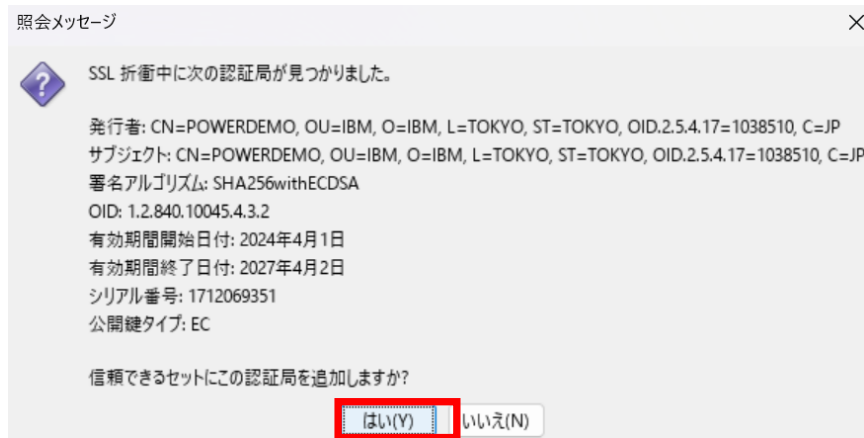 照会メッセージ
SSL 折衝中に次の認証局が見つかりました。
発行者: CN=POWERDEMO, OU=IBM, O=IBM, L=TOKYO, ST=TOKYO, OID.2.5.4.17=1038510, C=JP
サブジェクト: CN=POWERDEMO, OU=IBM, O=IBM, L=TOKYO, ST=TOKYO, OID.2.5.4.17=1038510, C=JP
署名アルゴリズム: SHA256withECDSA
OID: 1.2.840.10045.4.3.2
有効期間開始日付: 2024年4月1日
有効期間終了日付: 2027年4月2日
シリアル番号: 1712069351
公開鍵タイプ: EC
信頼できるセットにこの認証局を追加しますか?
はい(Y) いいえ(N)